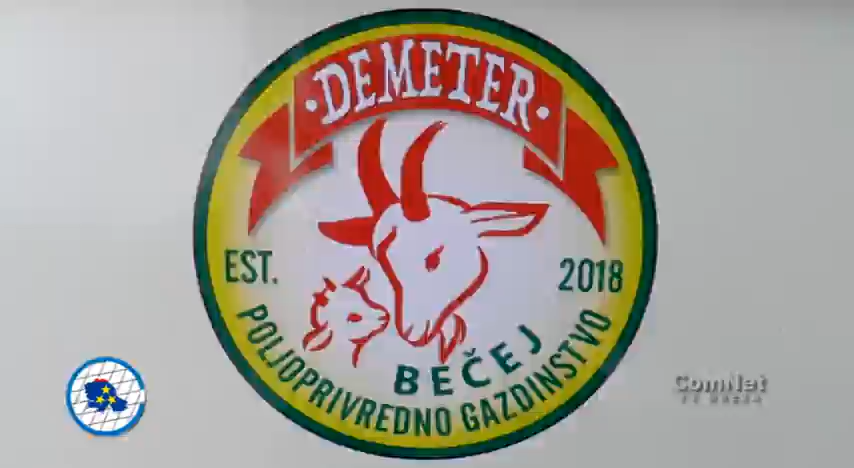 ·DEMETER·
EST. 2018
BEČEJ
POLJOPRIVREDNO GAZDINSTVO
ComNet